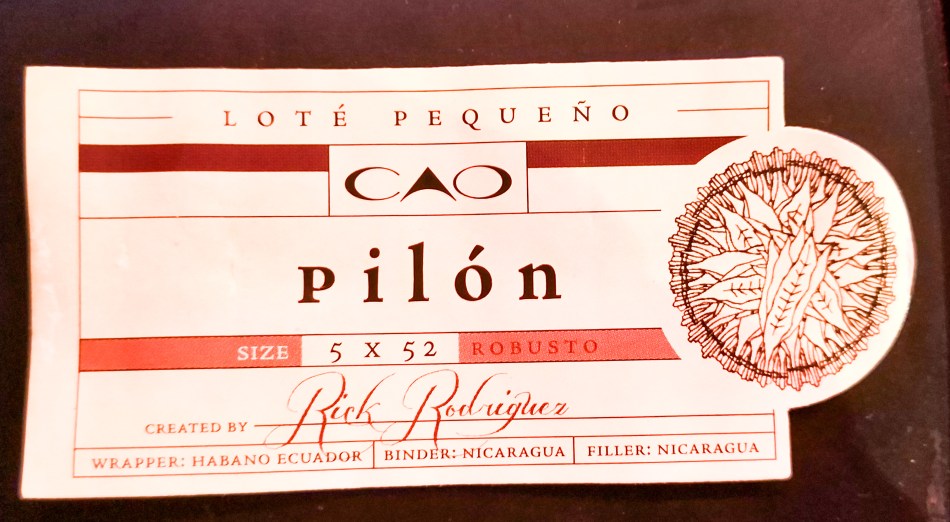 LOTÉ PEQUEÑO
CAO
Pilón
SIZE 5 X 52 ROBUSTO
CREATED BY Rick Rodriguez
WRAPPER: HABANO ECUADOR BINDER: NICARAGUA FILLER: NICARAGUA